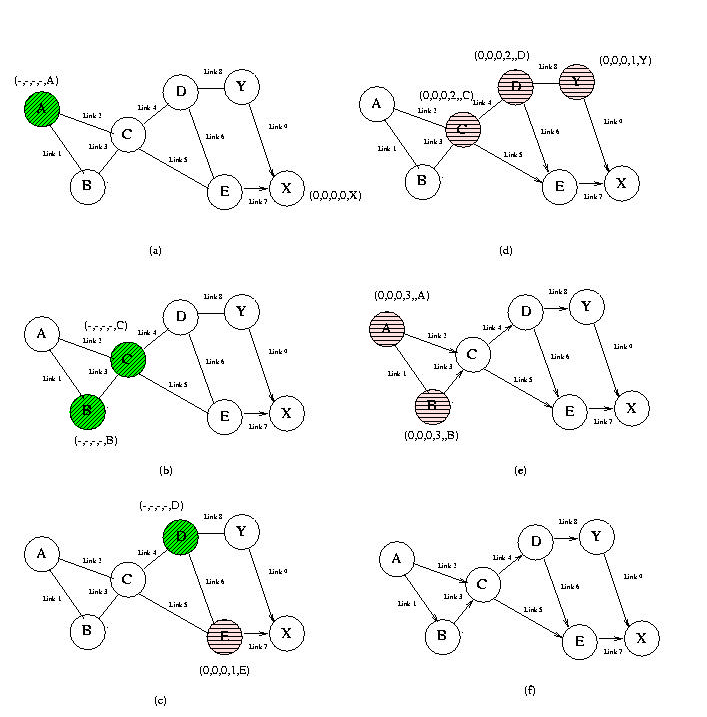 (-,-,-,-,A)
A
B
C
D
Y
E
X
Link 1
Link 2
Link 3
Link 4
Link 5
Link 6
Link 7
Link 8
Link 9
(0,0,0,0,X)
(a)
(0,0,0,2,,D)
(0,0,0,1,Y)
(0,0,0,2,,C)
A
B
C
D
Y
E
X
Link 1
Link 2
Link 3
Link 4
Link 5
Link 6
Link 7
Link 8
Link 9
(d)
(-,-,-,-,C)
A
B
C
D
Y
E
X
Link 1
Link 2
Link 3
Link 4
Link 5
Link 6
Link 7
Link 8
Link 9
(-,-,-,-,B)
(b)
(0,0,0,3,,A)
A
B
C
D
Y
E
X
Link 1
Link 2
Link 3
Link 4
Link 5
Link 6
Link 7
Link 8
Link 9
(0,0,0,3,,B)
(e)
(-,-,-,-,D)
A
B
C
D
Y
E
X
Link 1
Link 2
Link 3
Link 4
Link 5
Link 6
Link 7
Link 8
Link 9
(0,0,0,1,E)
(c)
A
B
C
D
Y
E
X
Link 1
Link 2
Link 3
Link 4
Link 5
Link 6
Link 7
Link 8
Link 9
(f)